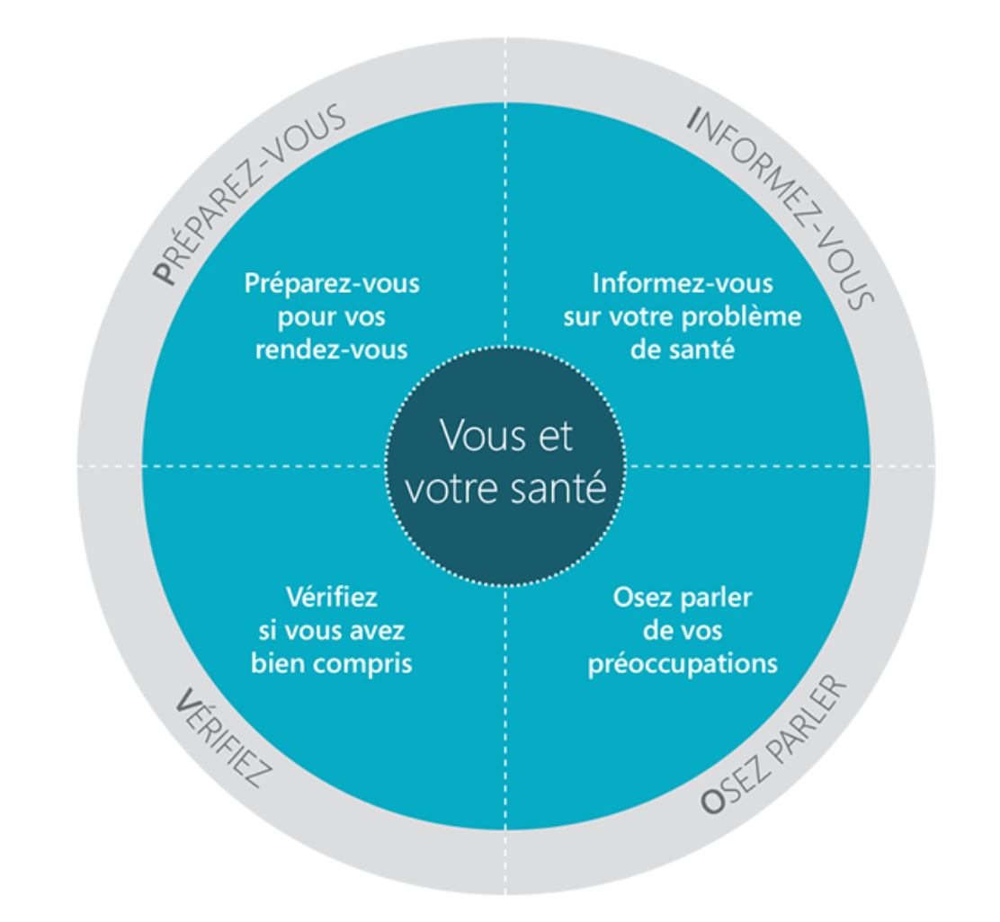 PRÉPAREZ-VOUS
INFORMEZ-VOUS
Préparez-vous
pour vos
rendez-vous
Informez-vous
sur votre problème
de santé
Vous et
votre santé
Vérifiez
si vous avez
bien compris
Osez parler
de vos
préoccupations
VÉRIFIEZ
OSEZ PARLER